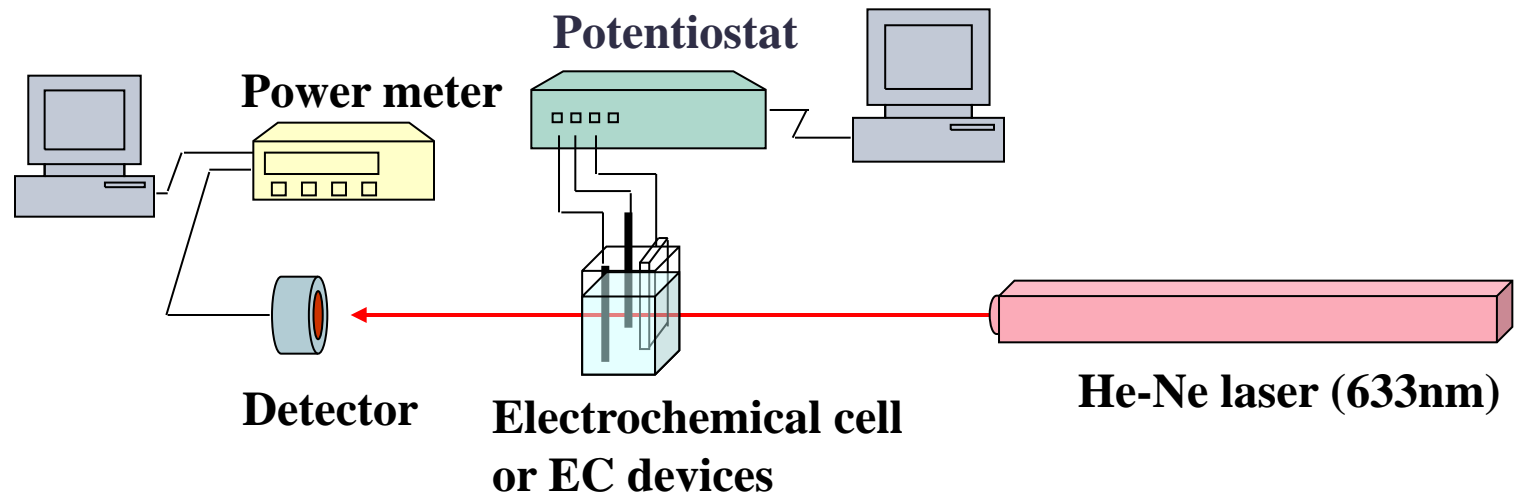 Potentiostat
Power meter
Detector
Electrochemical cell
or EC devices
He-Ne laser (633nm)